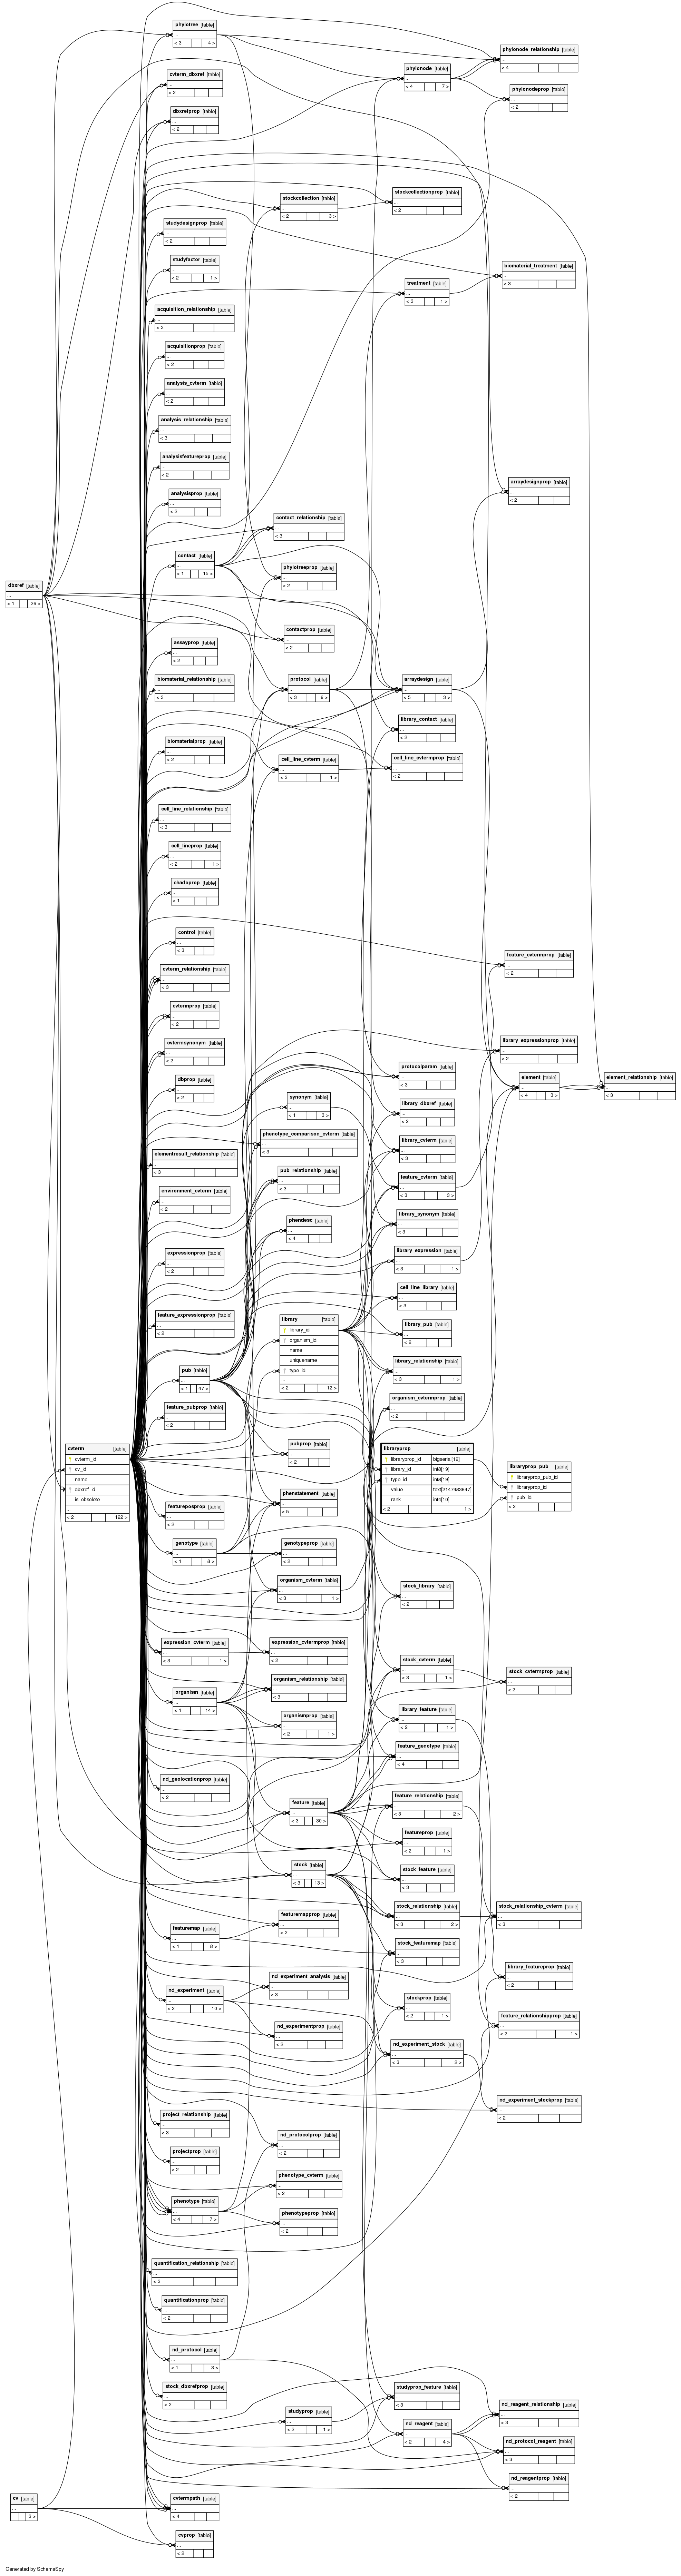 phylotree [table]
...
< 3 4 >
cvterm_dbxref [table]
...
< 2
dbxrefprop [table]
...
< 2
studydesignprop [table]
...
< 2
studyfactor [table]
...
< 2 1 >
acquisition_relationship [table]
...
< 3
acquisitionprop [table]
...
< 2
analysis_cvterm [table]
...
< 2
analysis_relationship [table]
...
< 3
analysisfeatureprop [table]
...
< 2
analysisprop [table]
...
< 2
contact [table]
...
< 1 15 >
dbxref [table]
...
< 1 26 >
assayprop [table]
...
< 2
biomaterial_relationship [table]
...
< 3
biomaterialprop [table]
...
< 2
cell_line_relationship [table]
...
< 3
cell_lineprop [table]
...
< 2 1 >
chadoprop [table]
...
< 1
control [table]
...
< 3
cvterm_relationship [table]
...
< 3
cvtermprop [table]
...
< 2
cvtermsynonym [table]
...
< 2
dbprop [table]
...
< 2
elementresult_relationship [table]
...
< 3
environment_cvterm [table]
...
< 2
expressionprop [table]
...
< 2
feature_expressionprop [table]
...
< 2
pub [table]
...
< 1 47 >
feature_pubprop [table]
...
< 2
cvterm [table]
cvterm_id
cv_id
name
dbxref_id
is_obsolete
...
< 2 122 >
featureposprop [table]
...
< 2
genotype [table]
...
< 1 8 >
expression_cvterm [table]
...
< 3 1 >
organism [table]
...
< 1 14 >
nd_geolocationprop [table]
...
< 2
featuremap [table]
...
< 1 6 >
nd_experiment [table]
...
< 2 10 >
project_relationship [table]
...
< 3
projectprop [table]
...
< 2
phenotype [table]
...
< 4 7 >
quantification_relationship [table]
...
< 3
quantificationprop [table]
...
< 2
nd_protocol [table]
...
< 1 3 >
stock_dbxrefprop [table]
...
< 2
cv [table]
...
3 >
cvtermpath [table]
...
< 4
cvprop [table]
...
< 2
stockcollection [table]
...
< 2 3 >
contact_relationship [table]
...
< 3
phylotreeprop [table]
...
< 2
contactprop [table]
...
< 2
protocol [table]
...
< 3 6 >
cell_line_cvterm [table]
...
< 3 1 >
synonym [table]
...
< 1 3 >
phenotype_comparison_cvterm [table]
...
< 3
pub_relationship [table]
...
< 3
phendesc [table]
...
< 4
library [table]
library_id
organism_id
name
uniquename
type_id
...
< 2 12 >
pubprop [table]
...
< 2
phenstatement [table]
...
< 5
genotypeprop [table]
...
< 2
organism_cvterm [table]
...
< 3 1 >
expression_cvtermprop [table]
...
< 2
organism_relationship [table]
...
< 3
organismprop [table]
...
< 2 1 >
feature [table]
...
< 3 30 >
stock [table]
...
< 3 13 >
featuremapprop [table]
...
< 2
nd_experiment_analysis [table]
...
< 3
nd_experimentprop [table]
...
< 2
nd_protocolprop [table]
...
< 2
phenotype_cvterm [table]
...
< 2
phenotypeprop [table]
...
< 2
studyprop [table]
...
< 2 1 >
phylonode [table]
...
< 4 7 >
stockcollectionprop [table]
...
< 2
treatment [table]
...
< 3 1 >
arraydesign [table]
...
< 5 3 >
library_contact [table]
...
< 2
cell_line_cvtermprop [table]
...
< 2
protocolparam [table]
...
< 3
library_dbxref [table]
...
< 2
library_cvterm [table]
...
< 3
feature_cvterm [table]
...
< 3 3 >
library_synonym [table]
...
< 3
library_expression [table]
...
< 3 1 >
cell_line_library [table]
...
< 3
library_pub [table]
...
< 2
library_relationship [table]
...
< 3 1 >
organism_cvtermprop [table]
...
< 2
libraryprop [table]
libraryprop_id bigserial[19]
library_id int8[19]
type_id int8[19]
value text[2147483647]
rank int4[10]
< 2 1 >
stock_library [table]
...
< 2
stock_cvterm [table]
...
< 3 1 >
library_feature [table]
...
< 2 1 >
feature_genotype [table]
...
< 4
feature_relationship [table]
...
< 3 2 >
featureprop [table]
...
< 2 1 >
stock_feature [table]
...
< 3
stock_relationship [table]
...
< 3 2 >
stock_featuremap [table]
...
< 3
stockprop [table]
...
< 2 1 >
nd_experiment_stock [table]
...
< 3 2 >
studyprop_feature [table]
...
< 3
nd_reagent [table]
...
< 2 4 >
phylonode_relationship [table]
...
< 4
phylonodeprop [table]
...
< 2
biomaterial_treatment [table]
...
< 3
arraydesignprop [table]
...
< 2
feature_cvtermprop [table]
...
< 2
library_expressionprop [table]
...
< 2
element [table]
...
< 4 3 >
element_relationship [table]
...
< 3
libraryprop_pub [table]
libraryprop_pub_id
libraryprop_id
pub_id
< 2
stock_cvtermprop [table]
...
< 2
stock_relationship_cvterm [table]
...
< 3
library_featureprop [table]
...
< 2
feature_relationshipprop [table]
...
< 2 1 >
nd_experiment_stockprop [table]
...
< 2
nd_reagent_relationship [table]
...
< 3
nd_protocol_reagent [table]
...
< 3
nd_reagentprop [table]
...
< 2
Generated by SchemaSpy